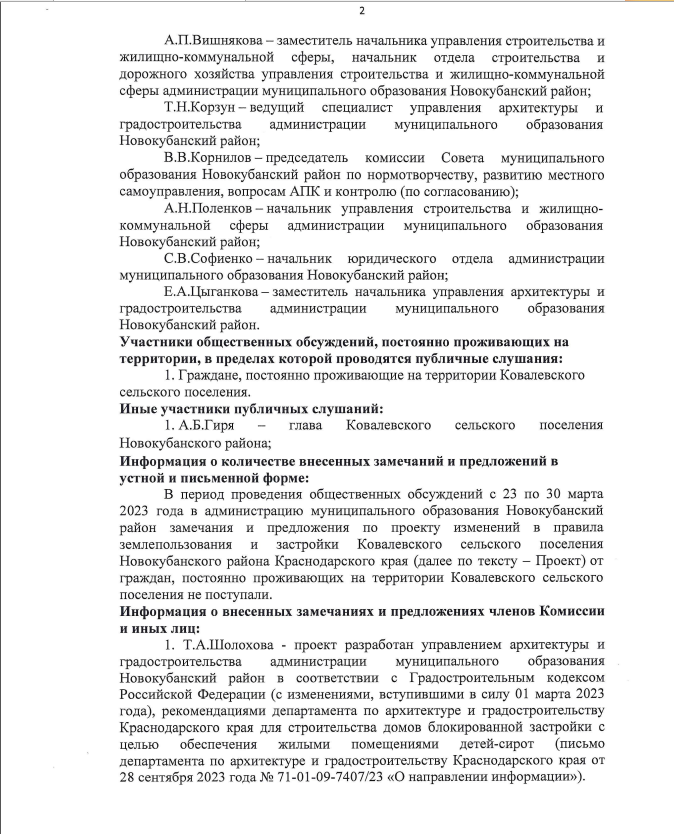 2
А.П.Вишнякова – заместитель начальника управления строительства и
жилищно-коммунальной сферы, начальник отдела строительства и
дорожного хозяйства управления строительства и жилищно-коммунальной
сферы администрации муниципального образования Новокубанский район;
Т.Н.Корзун – ведущий специалист управления архитектуры и
градостроительства администрации муниципального образования
Новокубанский район;
В.В.Корнилов – председатель комиссии Совета муниципального
образования Новокубанский район по нормотворчеству, развитию местного
самоуправления, вопросам АПК и контролю (по согласованию);
А.Н.Поленков – начальник управления строительства и жилищно-
коммунальной сферы администрации муниципального образования
Новокубанский район;
С.В.Софиенко – начальник юридического отдела администрации
муниципального образования Новокубанский район;
Е.А.Цыганкова – заместитель начальника управления архитектуры и
градостроительства администрации муниципального образования
Новокубанский район.
Участники общественных обсуждений, постоянно проживающих на
территории, в пределах которой проводятся публичные слушания:
1. Граждане, постоянно проживающие на территории Ковалевского
сельского поселения.
Иные участники публичных слушаний:
1. А.Б.Гиря – глава Ковалевского сельского поселения
Новокубанского района;
Информация о количестве внесенных замечаний и предложений в
устной и письменной форме:
В период проведения общественных обсуждений с 23 по 30 марта
2023 года в администрацию муниципального образования Новокубанский
район замечания и предложения по проекту изменений в правила
землепользования и застройки Ковалевского сельского поселения
Новокубанского района Краснодарского края (далее по тексту – Проект) от
граждан, постоянно проживающих на территории Ковалевского сельского
поселения не поступали.
Информация о внесенных замечаниях и предложениях членов Комиссии
и иных лиц:
1. Т.А.Шолохова - проект разработан управлением архитектуры и
градостроительства администрации муниципального образования
Новокубанский район в соответствии с Градостроительным кодексом
Российской Федерации (с изменениями, вступившими в силу 01 марта 2023
года), рекомендациями департамента по архитектуре и градостроительству
Краснодарского края для строительства домов блокированной застройки с
целью обеспечения жилыми помещениями детей-сирот (письмо
департамента по архитектуре и градостроительству Краснодарского края от
28 сентября 2023 года № 71-01-09-7407/23 «О направлении информации»).